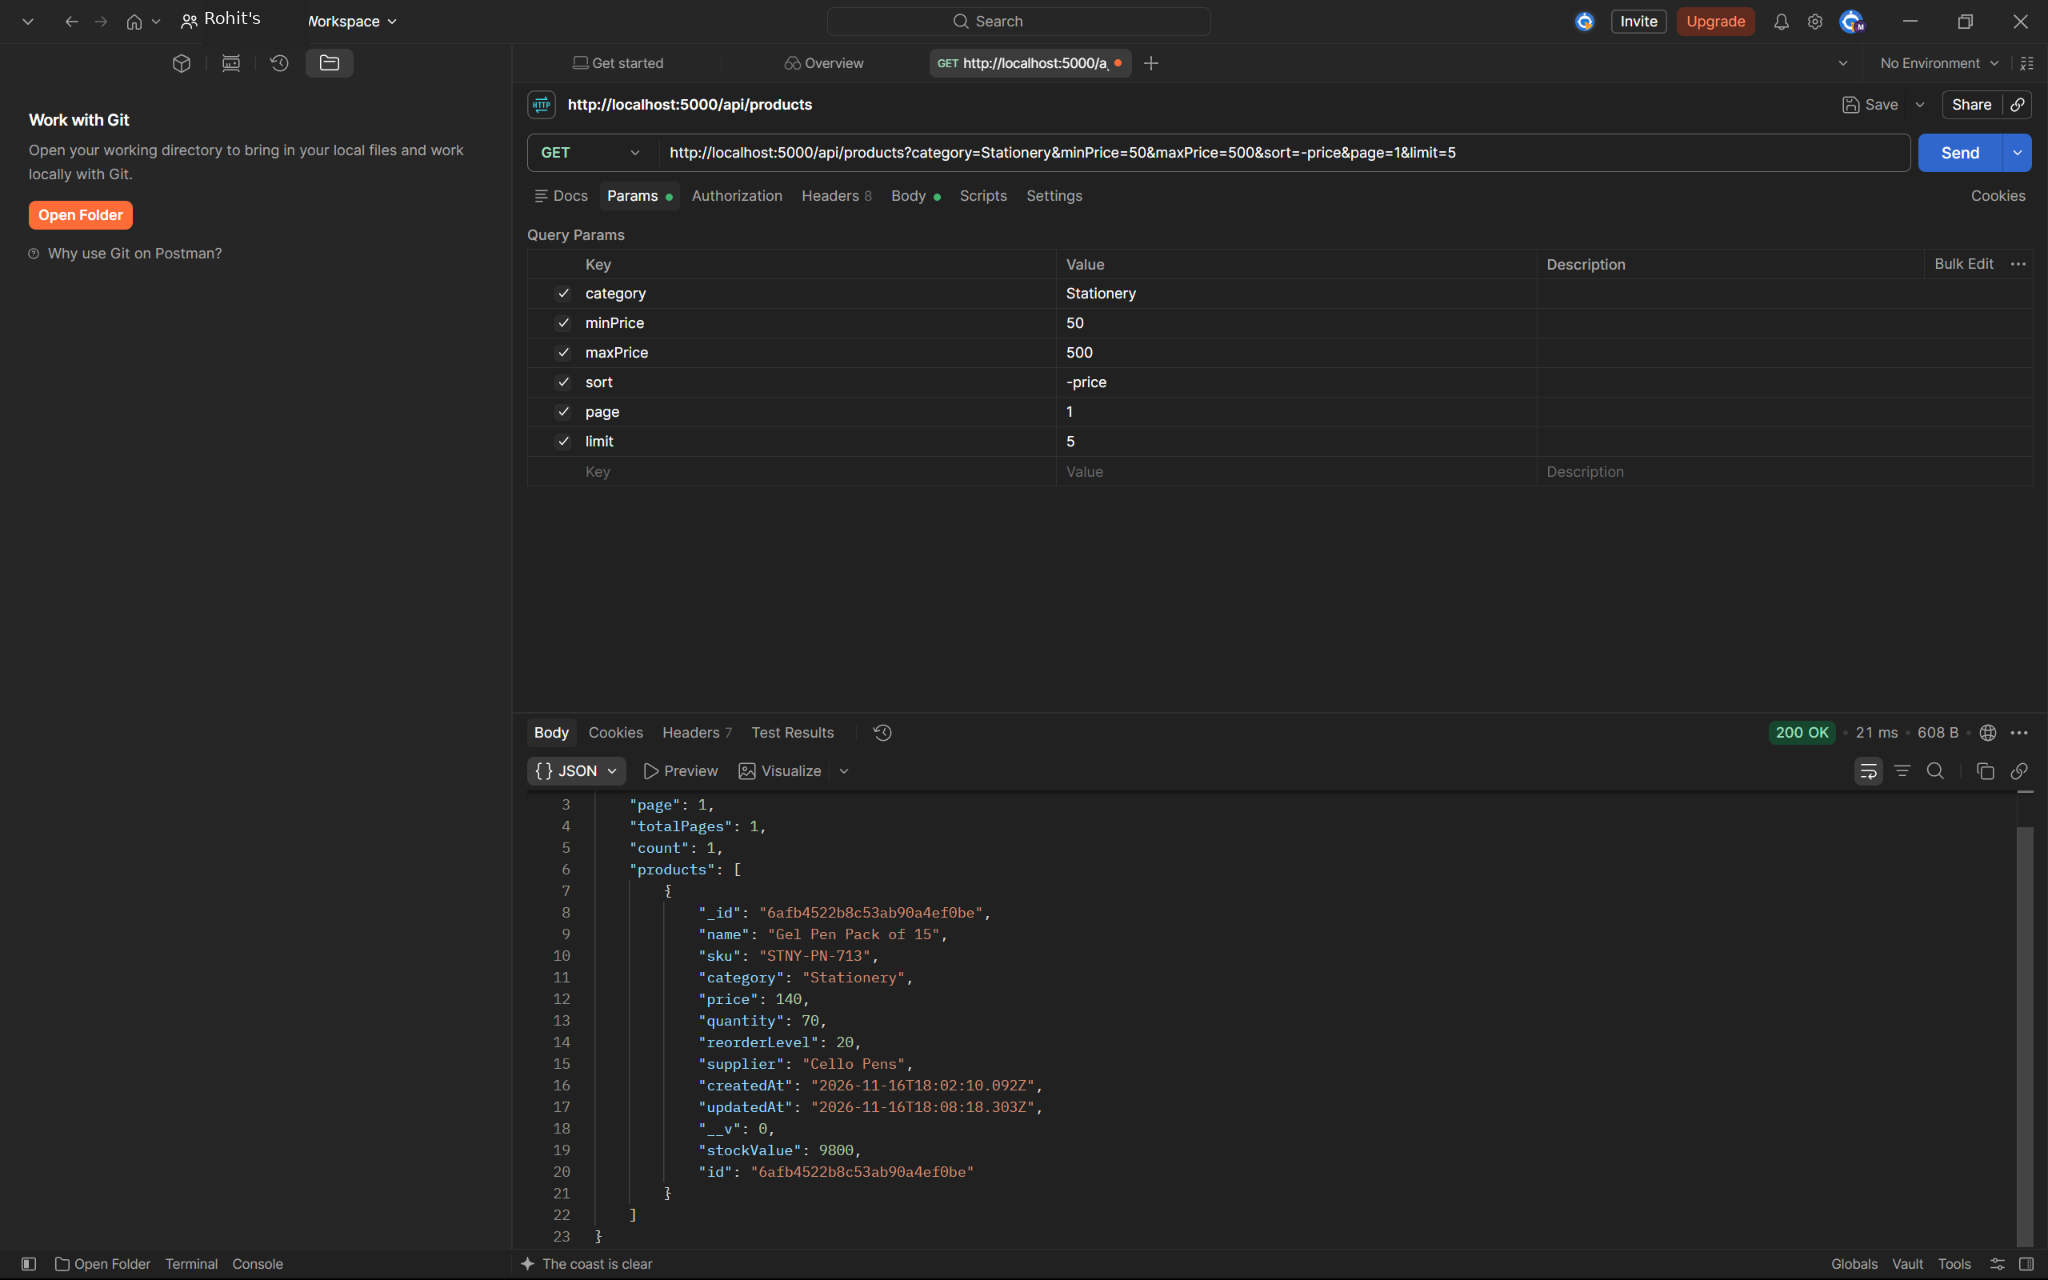 Rohit's Workspace
Search
Invite
Upgrade
Get started
Overview
GET http://localhost:5000/a
No Environment
HTTP
http://localhost:5000/api/products
Save
Share
GET
http://localhost:5000/api/products?category=Stationery&minPrice=50&maxPrice=500&sort=-price&page=1&limit=5
Send
Docs
Params
Authorization
Headers 8
Body
Scripts
Settings
Cookies
Work with Git
Open your working directory to bring in your local files and work
locally with Git.
Open Folder
Why use Git on Postman?
Query Params
Key Value Description Bulk Edit
category Stationery
minPrice 50
maxPrice 500
sort -price
page 1
limit 5
Key Value Description
Body Cookies Headers 7 Test Results
200 OK • 21 ms • 608 B
{} JSON Preview Visualize
3 "page": 1,
4 "totalPages": 1,
5 "count": 1,
6 "products": [
7 {
8 "_id": "6afb4522b8c53ab90a4ef0be",
9 "name": "Gel Pen Pack of 15",
10 "sku": "STNY-PN-713",
11 "category": "Stationery",
12 "price": 140,
13 "quantity": 70,
14 "reorderLevel": 20,
15 "supplier": "Cello Pens",
16 "createdAt": "2026-11-16T18:02:10.092Z",
17 "updatedAt": "2026-11-16T18:08:18.303Z",
18 "__v": 0,
19 "stockValue": 9800,
20 "id": "6afb4522b8c53ab90a4ef0be"
21 }
22 ]
23 }
Open Folder Terminal Console
The coast is clear
Globals Vault Tools